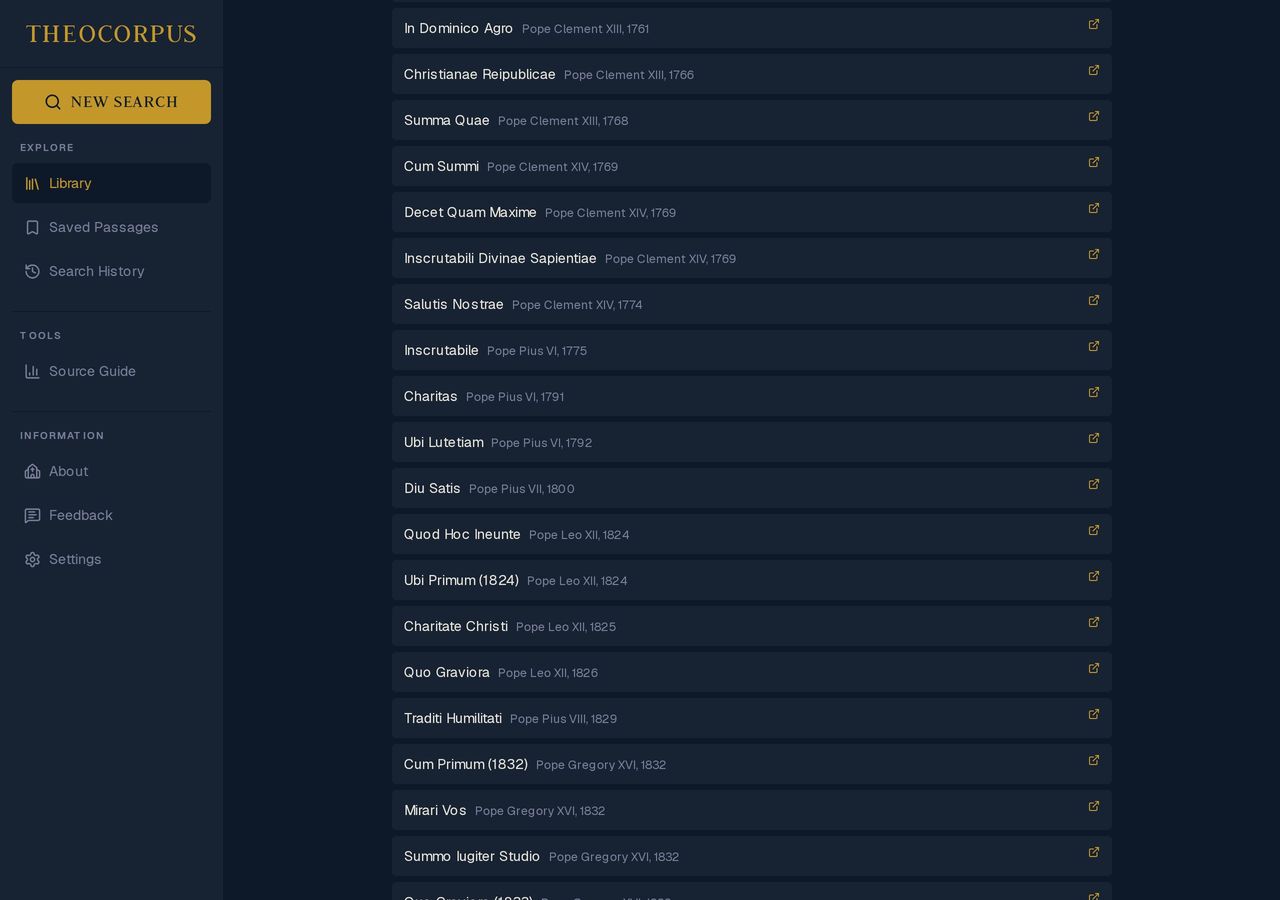 THEOCORPUS
NEW SEARCH
EXPLORE
Library
Saved Passages
Search History
TOOLS
Source Guide
INFORMATION
About
Feedback
Settings
In Dominico Agro Pope Clement XIII, 1761
Christianae Reipublicae Pope Clement XIII, 1766
Summa Quae Pope Clement XIII, 1768
Cum Summi Pope Clement XIV, 1769
Decet Quam Maxime Pope Clement XIV, 1769
Inscrutabili Divinae Sapientiae Pope Clement XIV, 1769
Salutis Nostrae Pope Clement XIV, 1774
Inscrutabile Pope Pius VI, 1775
Charitas Pope Pius VI, 1791
Ubi Lutetiam Pope Pius VI, 1792
Diu Satis Pope Pius VII, 1800
Quod Hoc Ineunte Pope Leo XII, 1824
Ubi Primum (1824) Pope Leo XII, 1824
Charitate Christi Pope Leo XII, 1825
Quo Graviora Pope Leo XII, 1826
Traditi Humilitati Pope Pius VIII, 1829
Cum Primum (1832) Pope Gregory XVI, 1832
Mirari Vos Pope Gregory XVI, 1832
Summo Iugiter Studio Pope Gregory XVI, 1832